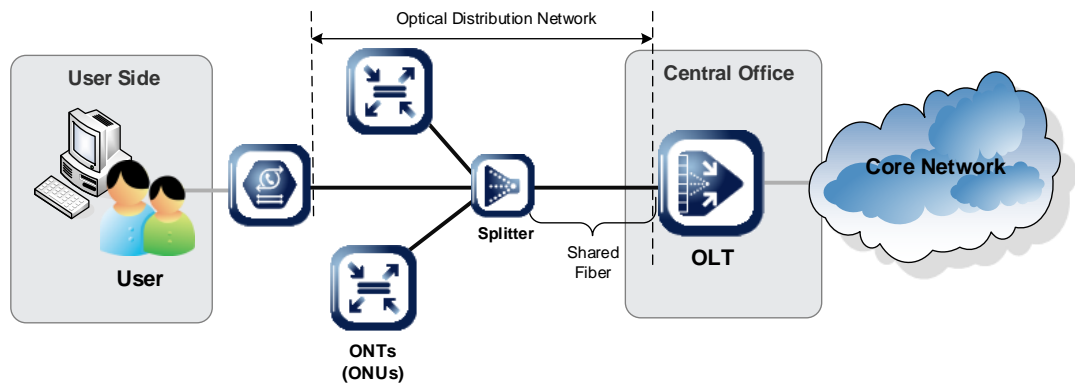 Optical Distribution Network
User Side
Central Office
Core Network
Splitter
Shared
Fiber
OLT
User
ONTs
(ONUs)